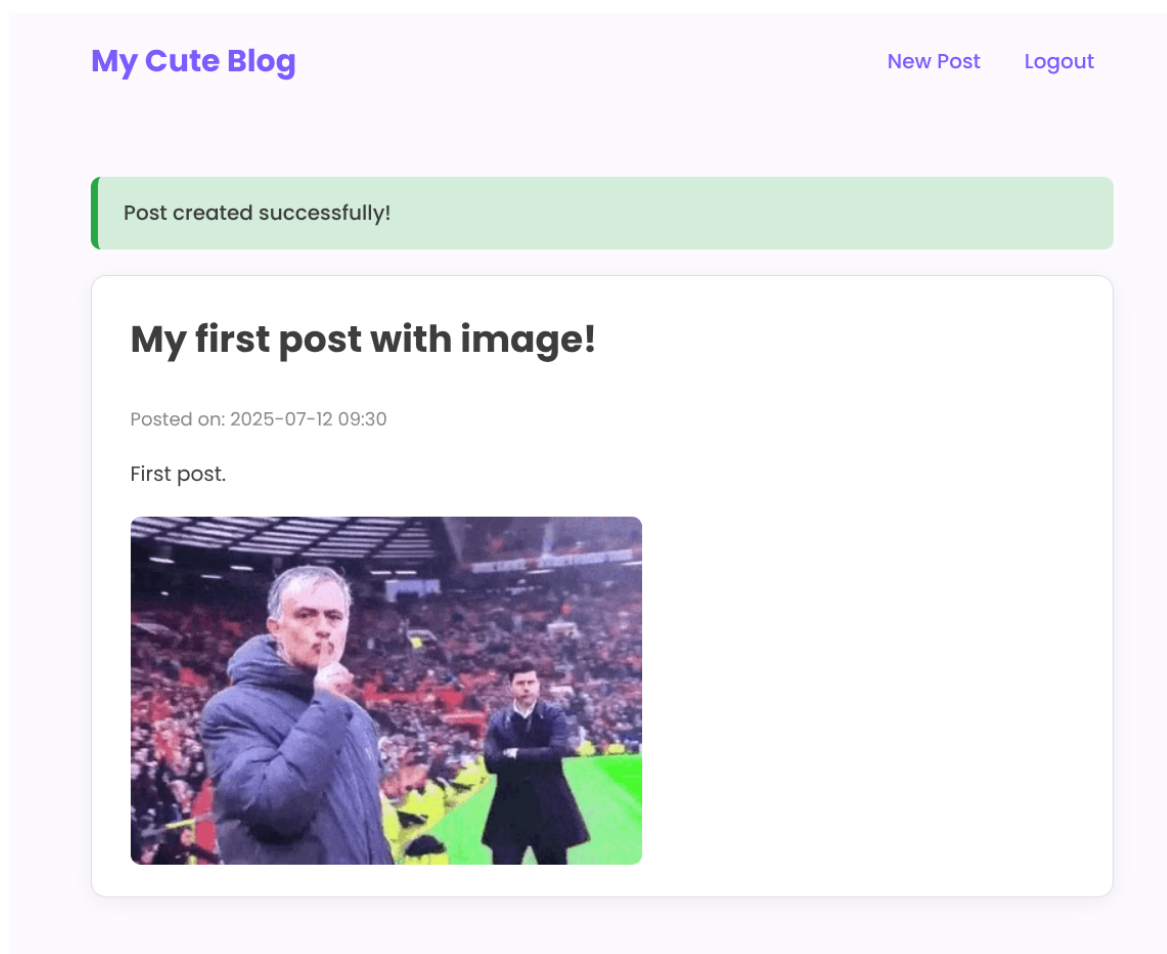 My Cute Blog
New Post
Logout
Post created successfully!
My first post with image!
Posted on: 2025-07-12 09:30
First post.